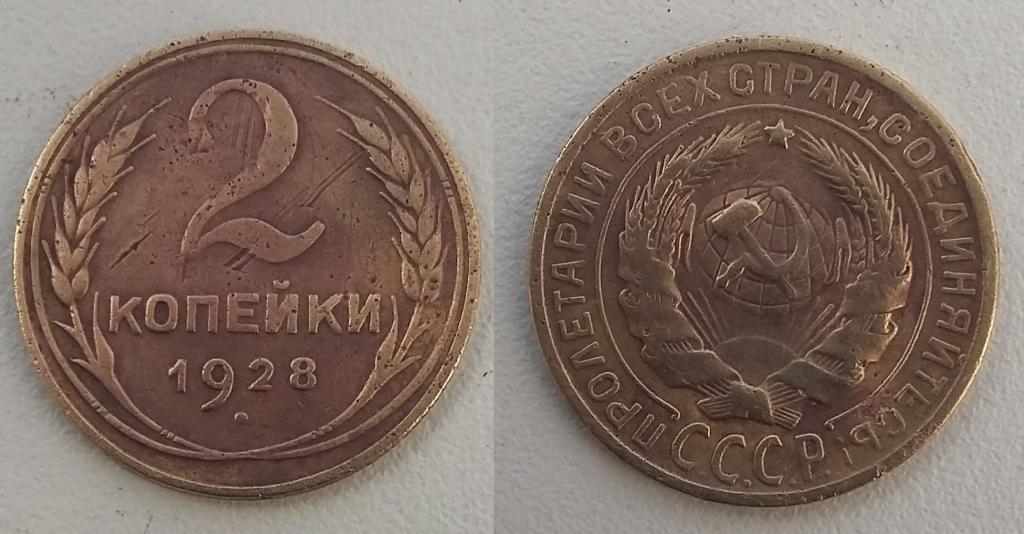 2
КОПЕЙКИ
1928
ПРОЛЕТАРИИ ВСЕХ СТРАН, СОЕДИНЯЙТЕСЬ!
С.С.С.Р.